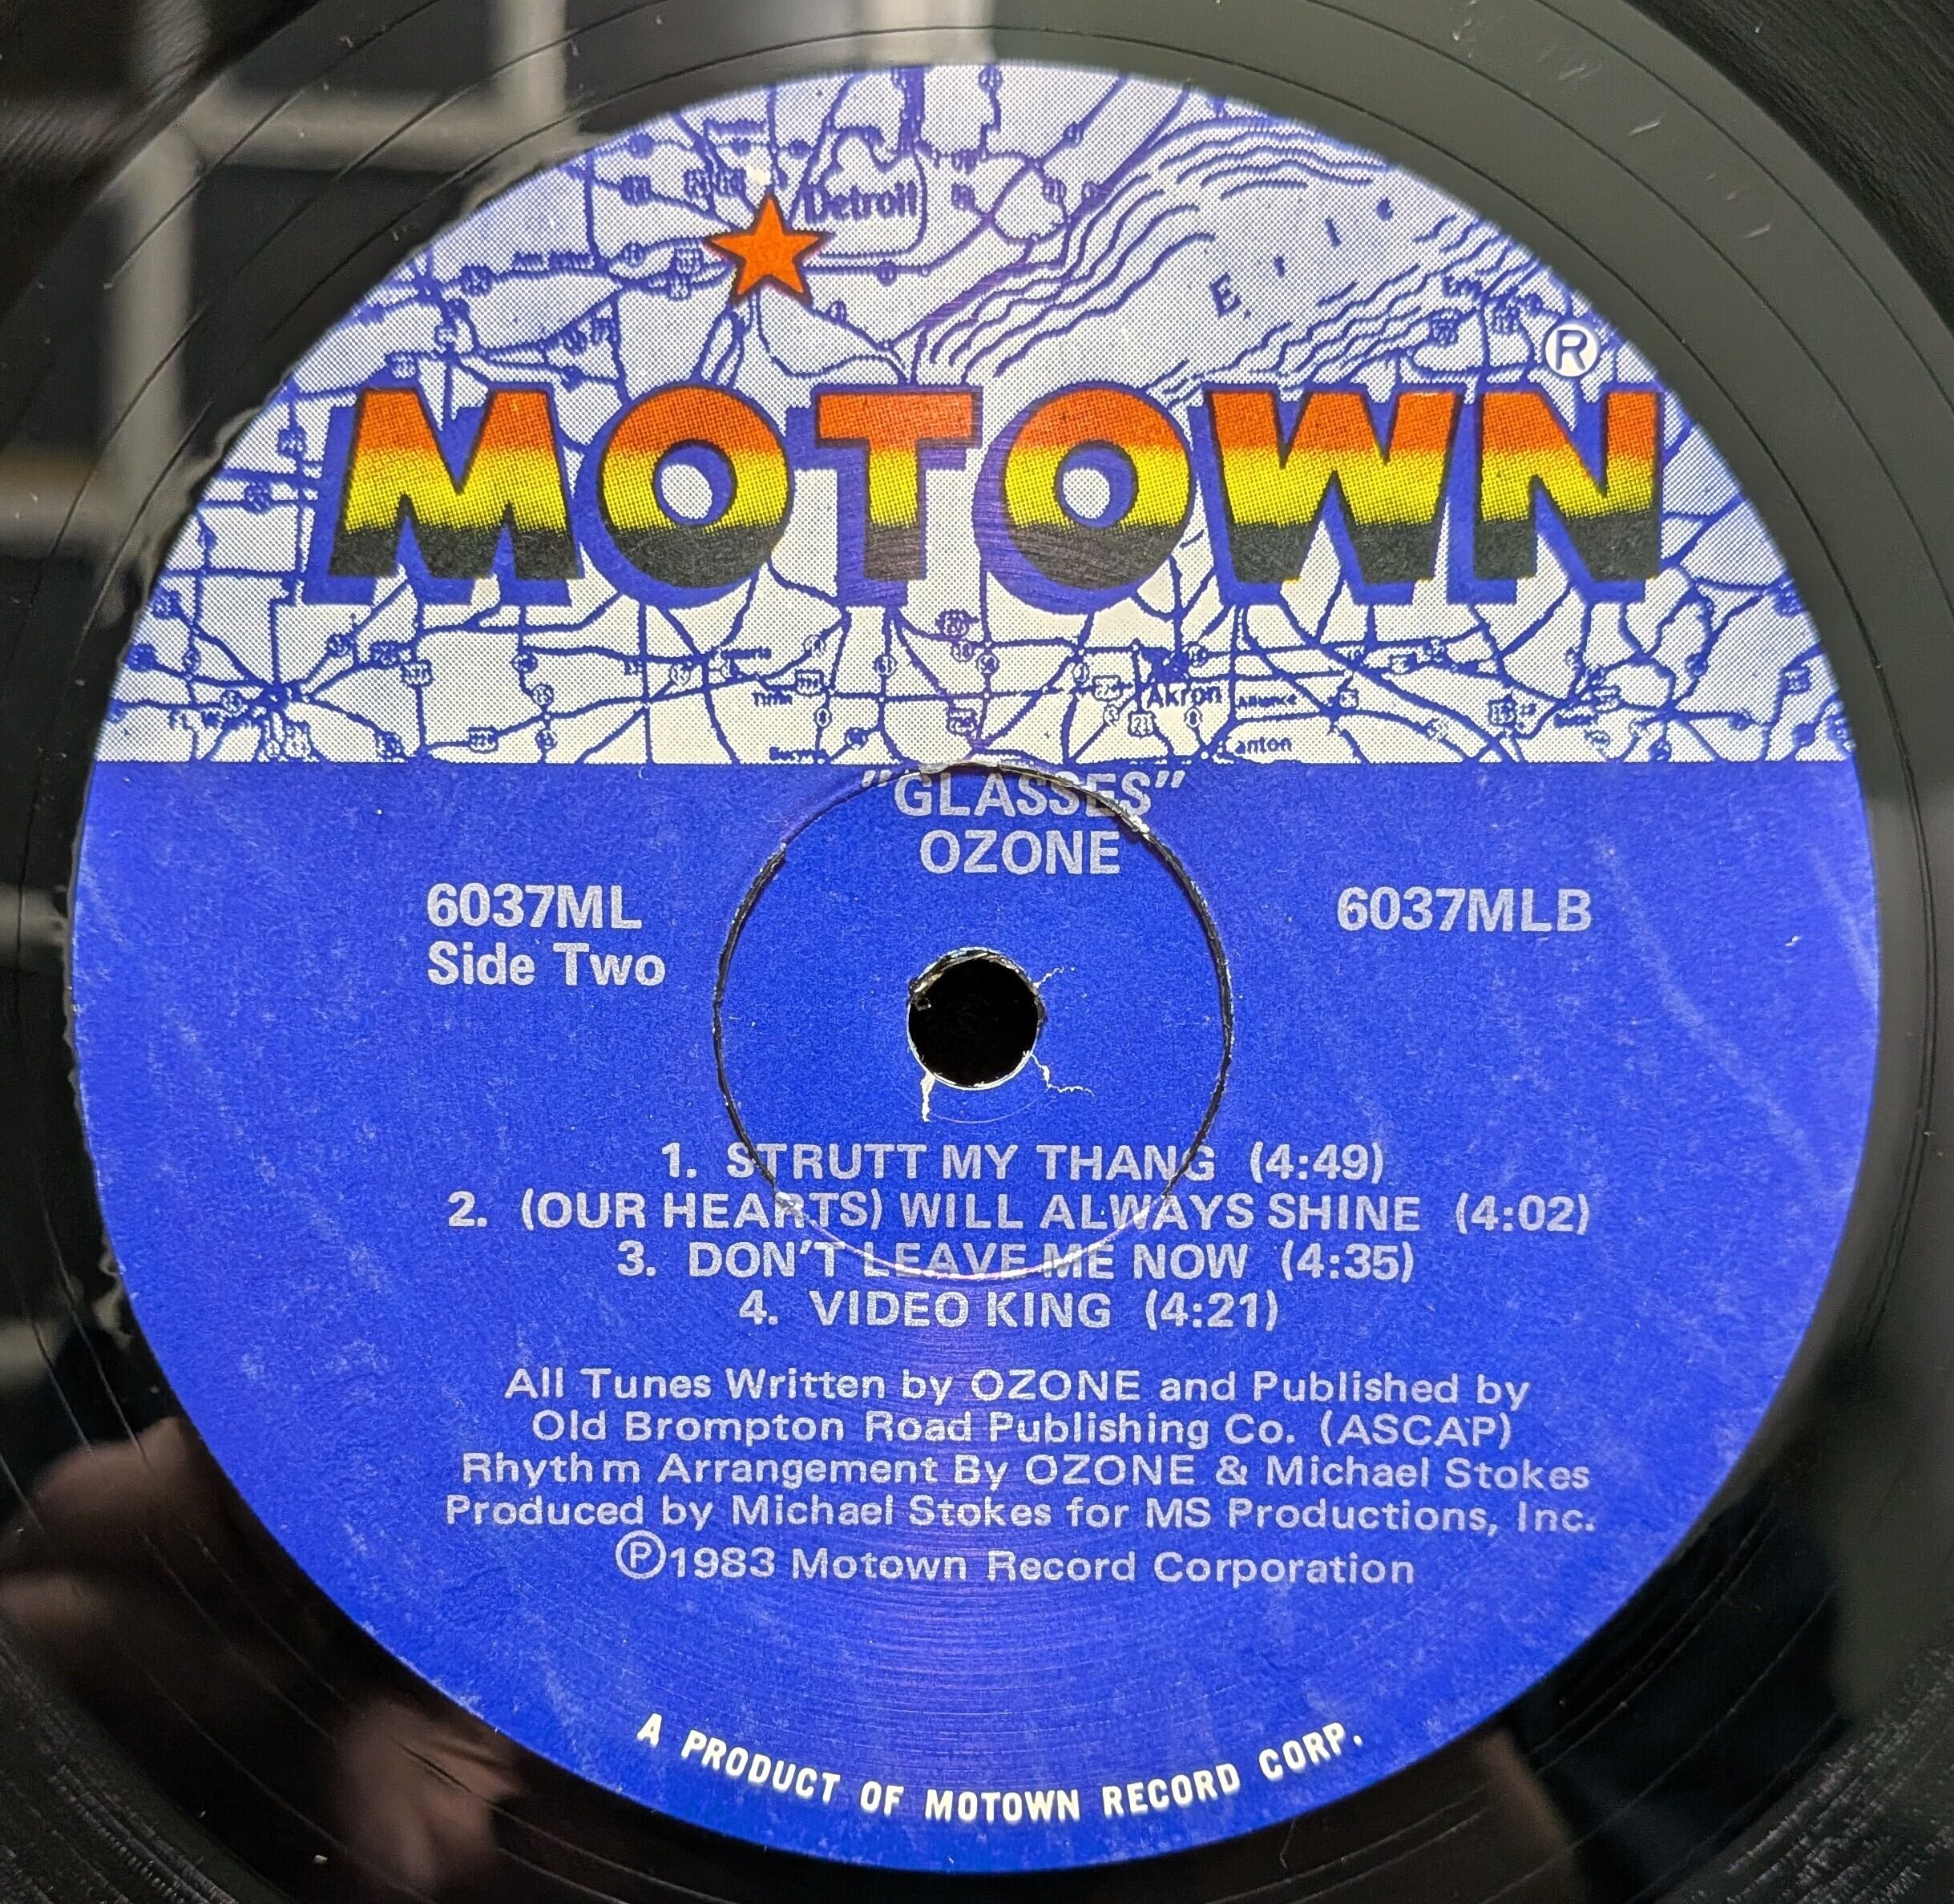 Detroit
E.
®
MOTOWN
Akron
Alliance
"GLASSES"
OZONE
6037ML
6037MLB
Side Two
1. STRUTT MY THANG (4:49)
2. (OUR HEARTS) WILL ALWAYS SHINE (4:02)
3. DON'T LEAVE ME NOW (4:35)
4. VIDEO KING (4:21)
All Tunes Written by OZONE and Published by
Old Brompton Road Publishing Co. (ASCAP)
Rhythm Arrangement By OZONE & Michael Stokes
Produced by Michael Stokes for MS Productions, Inc.
Ⓟ1983 Motown Record Corporation
A PRODUCT OF MOTOWN RECORD CORP.